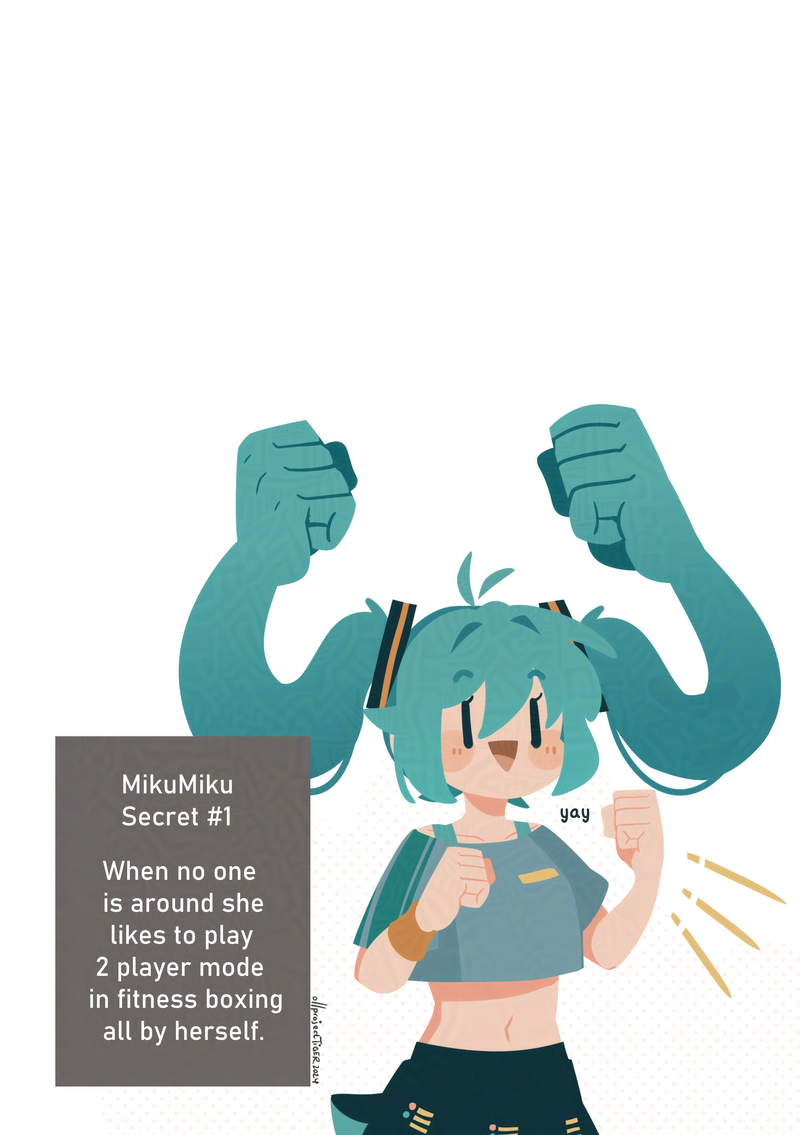 MikuMiku
Secret #1
When no one
is around she
likes to play
2 player mode
in fitness boxing
all by herself.
yay